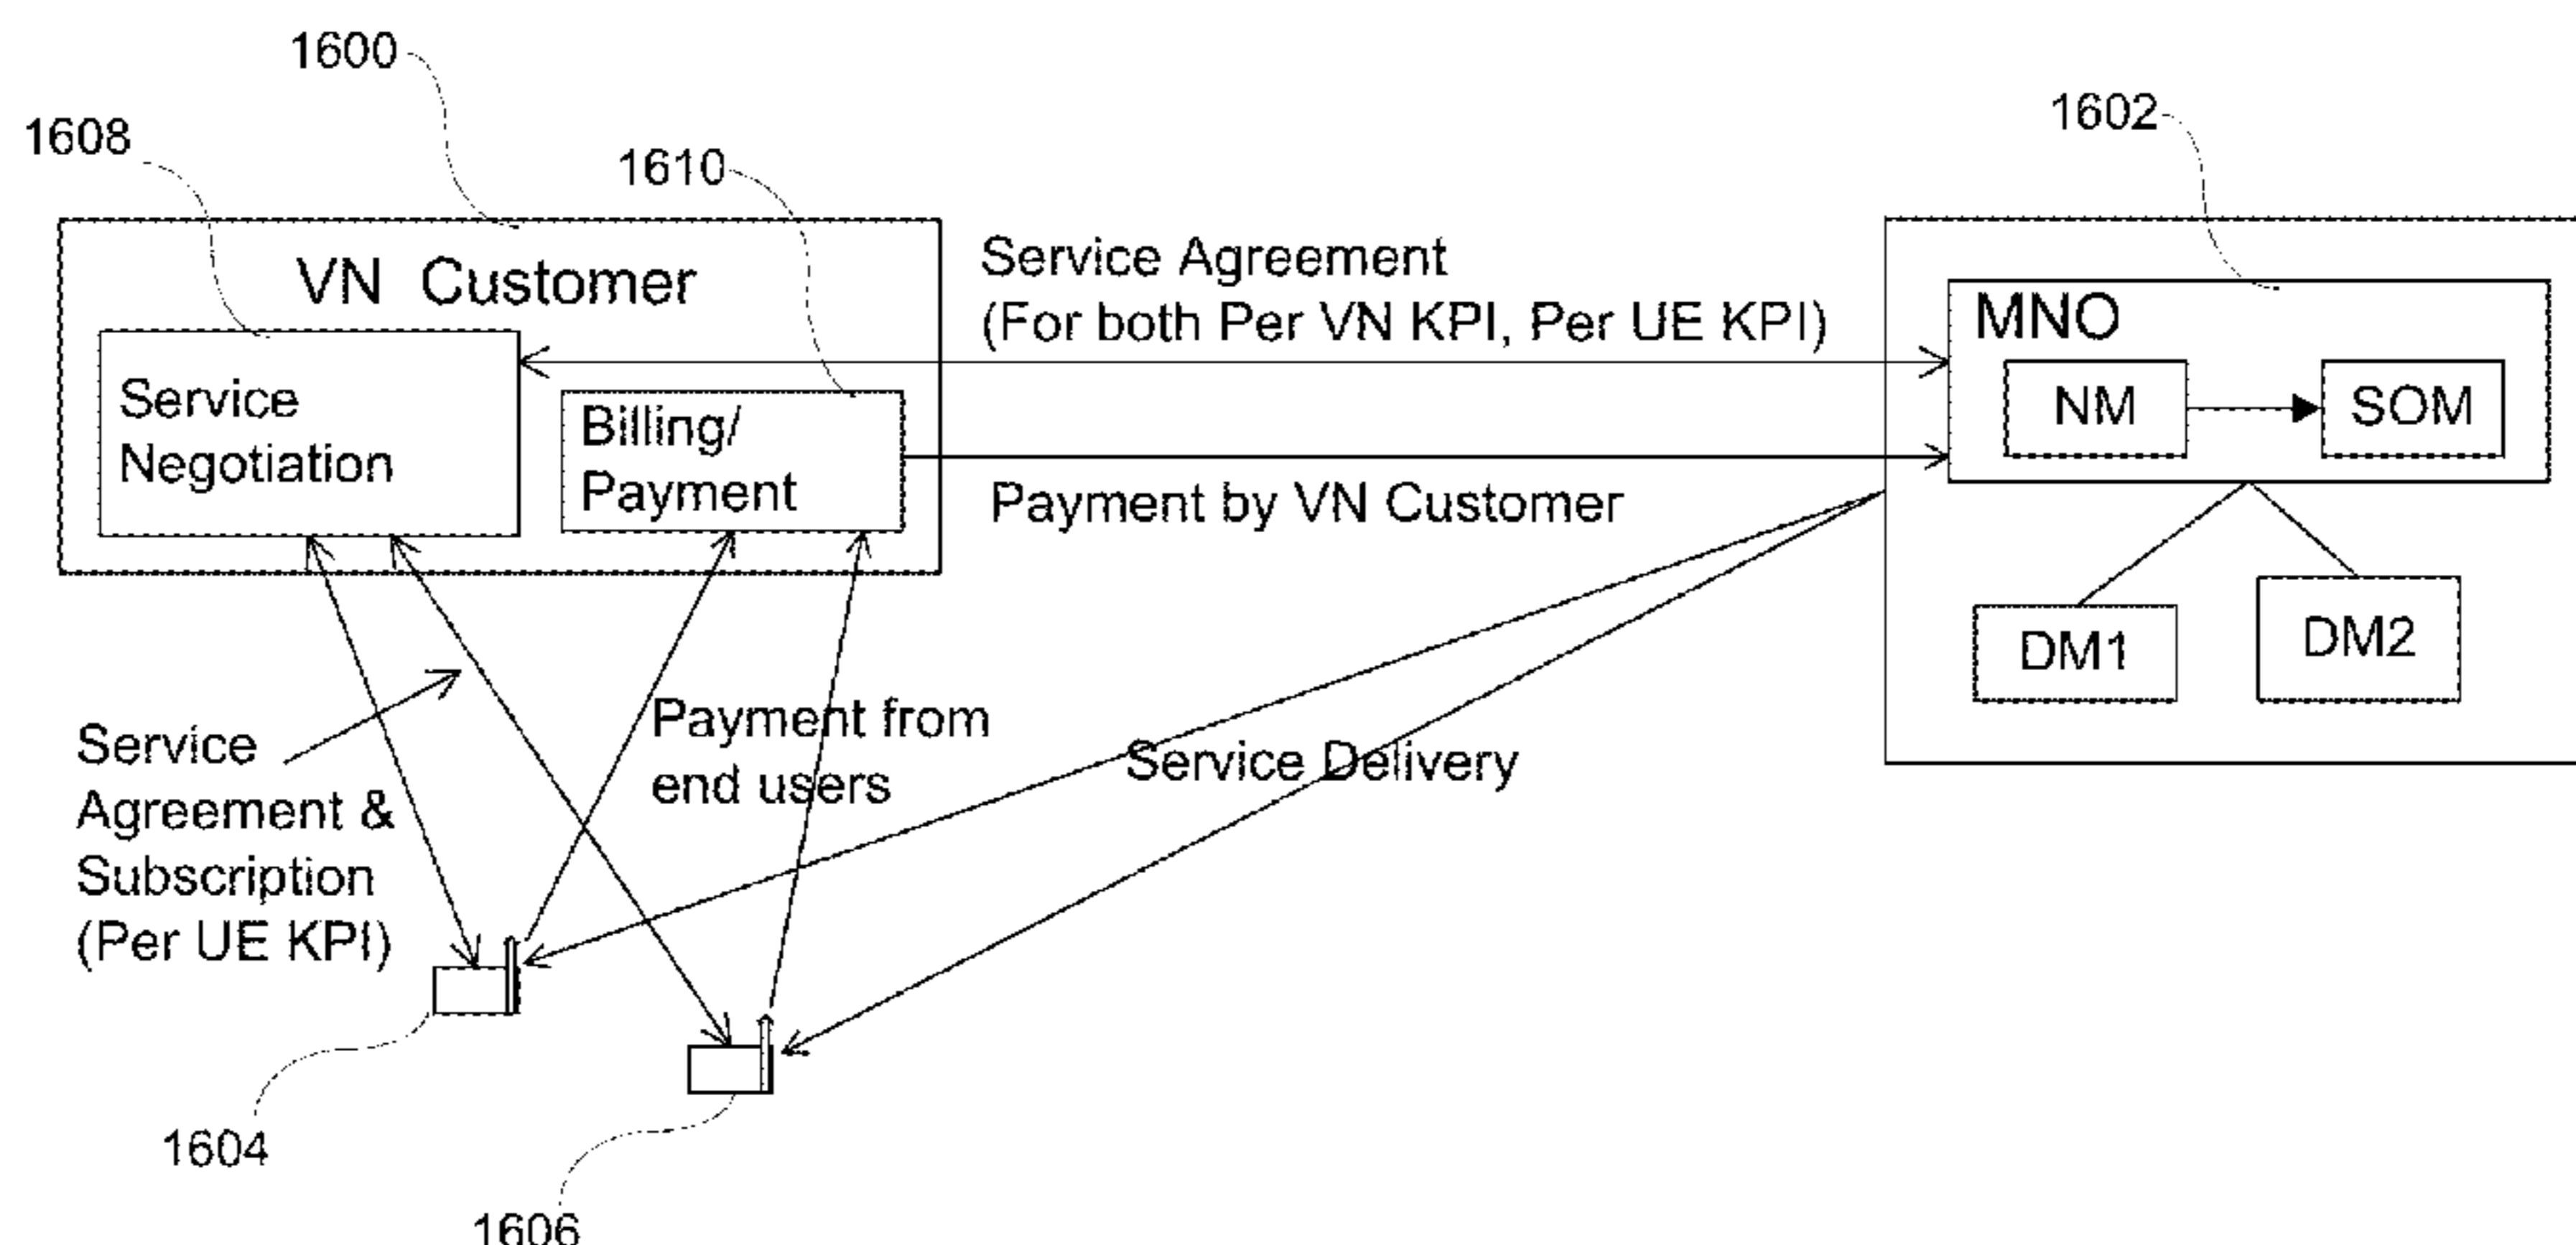 1600
1608
1610
1602
VN Customer
Service
Negotiation
Billing/
Payment
Service Agreement
(For both Per VN KPI, Per UE KPI)
Payment by VN Customer
MNO
NM
SOM
DM1
DM2
Service
Agreement &
Subscription
(Per UE KPI)
Payment from
end users
Service Delivery
1604
1606